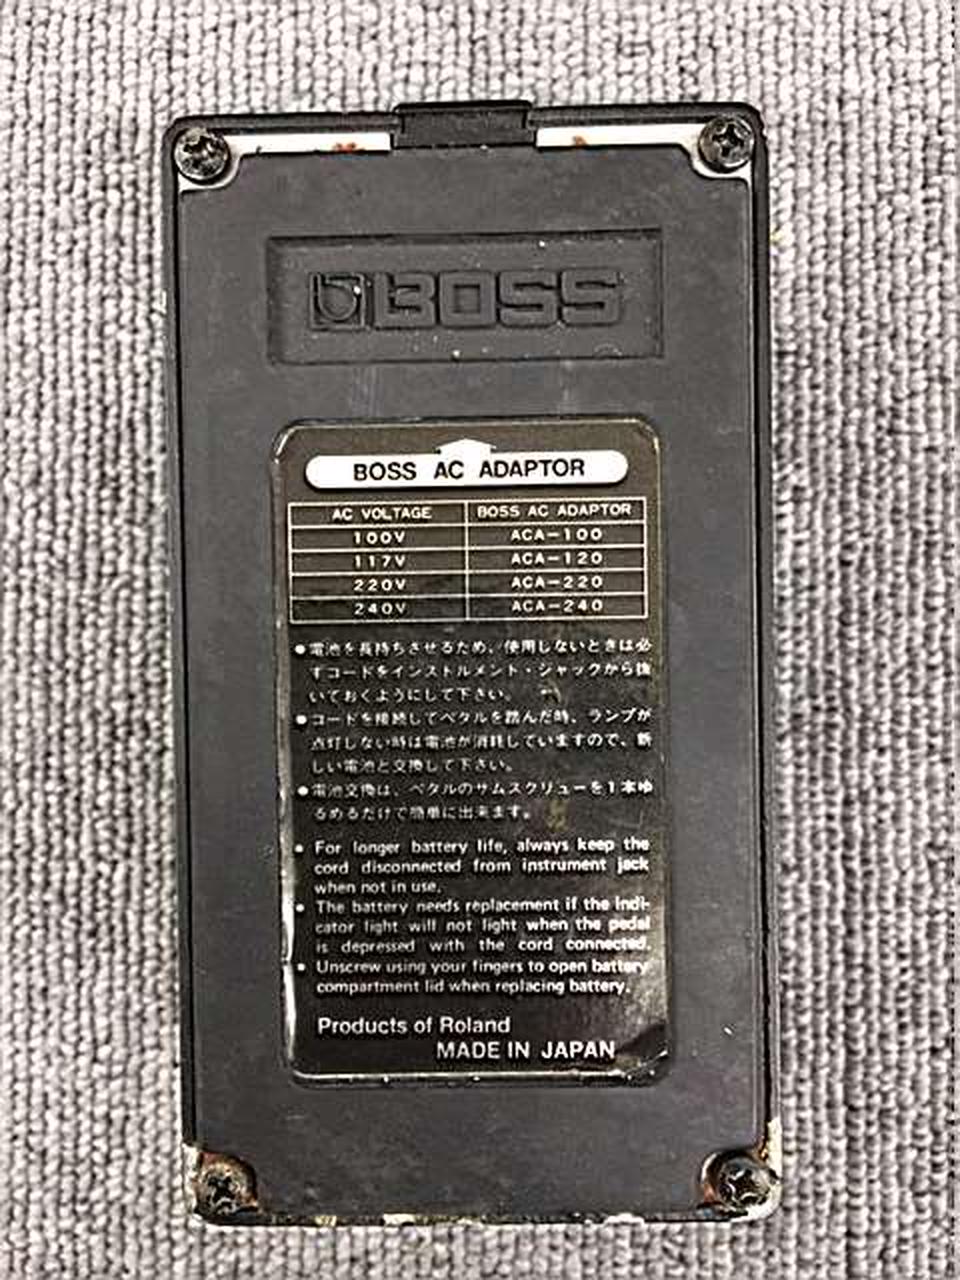 BOSS
BOSS AC ADAPTOR
AC VOLTAGE BOSS AC ADAPTOR
100V ACA-100
117V ACA-120
220V ACA-220
240V ACA-240
●電池を長持ちさせるため、使用しないときは必
ずコードをインストルメント・ジャックから抜
いておくようにして下さい。
●コードを接続してペダルを踏んだ時、ランプが
点灯しない時は電池が消耗していますので、新
しい電池と交換して下さい。
●電池交換は、ペダルのサムスクリューを1本ゆ
るめるだけで簡単に出来ます。
• For longer battery life, always keep the
cord disconnected from instrument jack
when not in use.
• The battery needs replacement if the indi-
cator light will not light when the pedal
is depressed with the cord connected.
• Unscrew using your fingers to open battery
compartment lid when replacing battery.
Products of Roland
MADE IN JAPAN